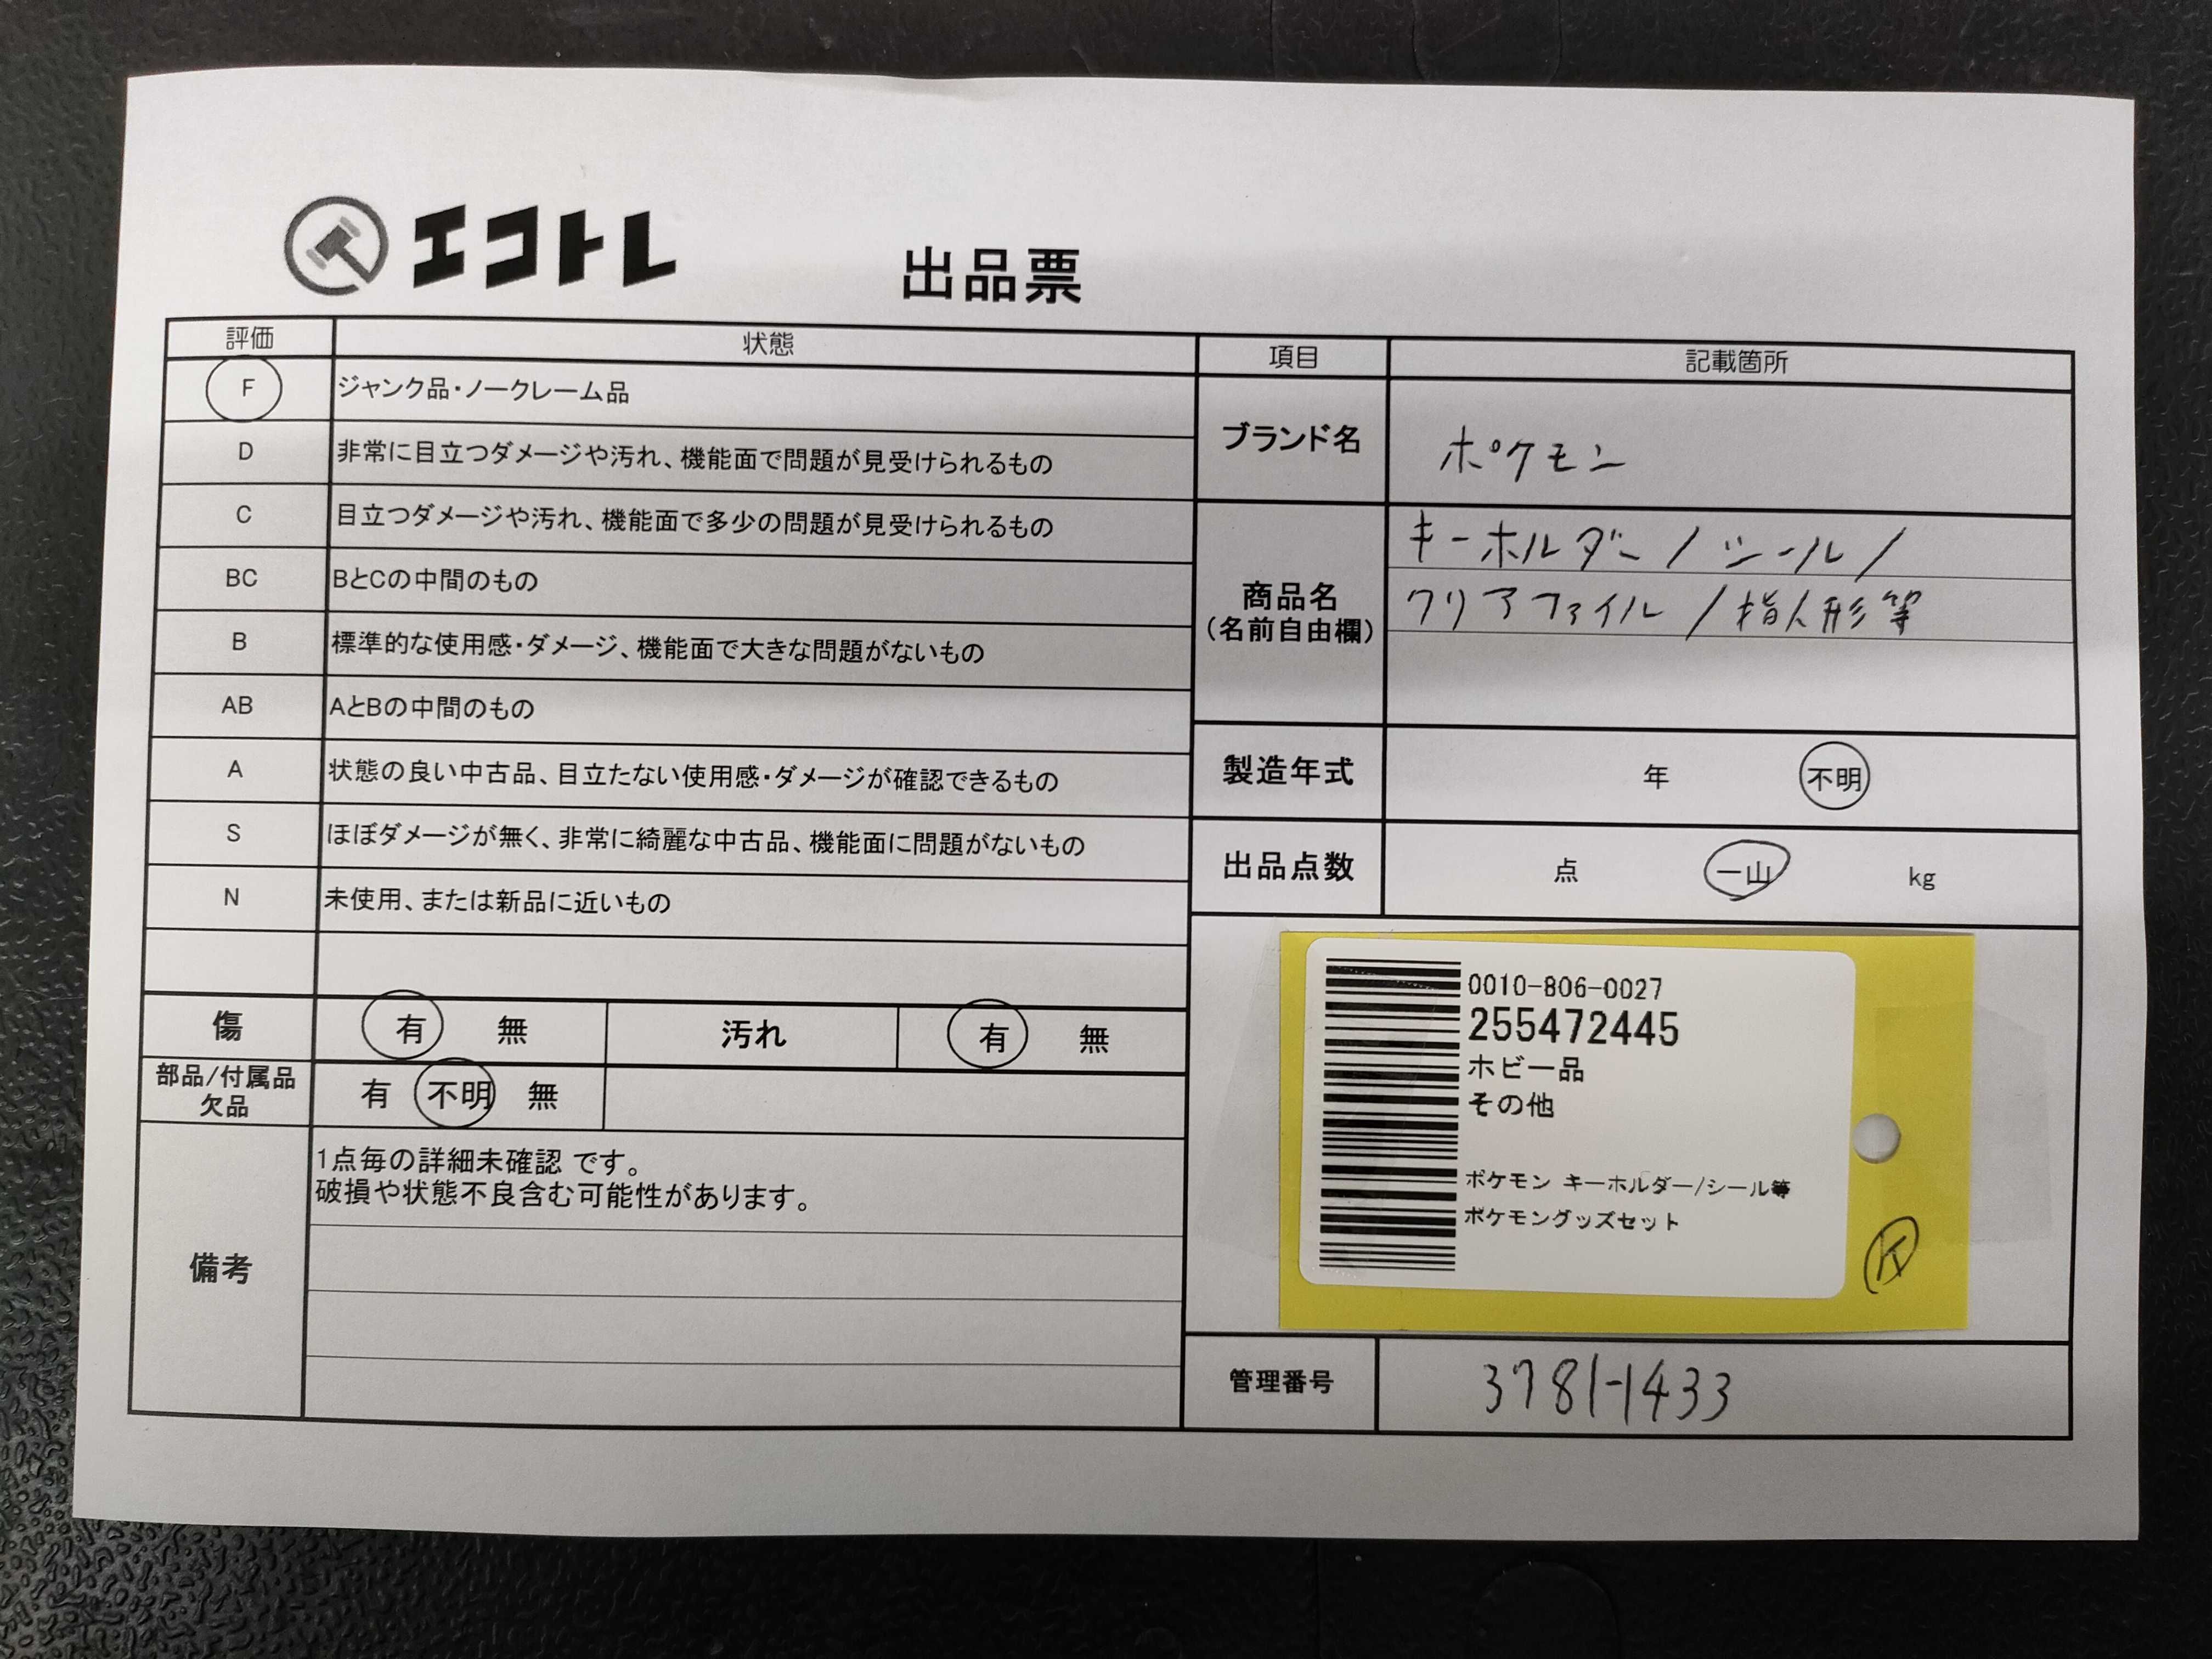 エコトレ
出品票
評価 状態
F ジャンク品・ノークレーム品
D 非常に目立つダメージや汚れ、機能面で問題が見受けられるもの
C 目立つダメージや汚れ、機能面で多少の問題が見受けられるもの
BC BとCの中間のもの
B 標準的な使用感・ダメージ、機能面で大きな問題がないもの
AB AとBの中間のもの
A 状態の良い中古品、目立たない使用感・ダメージが確認できるもの
S ほぼダメージが無く、非常に綺麗な中古品、機能面に問題がないもの
N 未使用、または新品に近いもの
傷 有 無 汚れ 有 無
部品/付属品
欠品 有 不明 無
備考
1点毎の詳細未確認 です。
破損や状態不良含む可能性があります。
項目 記載箇所
ブランド名 ポケモン
商品名
(名前自由欄)
キーホルダー/シール/
クリアファイル/指人形等
製造年式 年 不明
出品点数 点 一山 kg
0010-806-0027
255472445
ホビー品
その他
ポケモン キーホルダー/シール等
ポケモングッズセット
管理番号 3781-1433